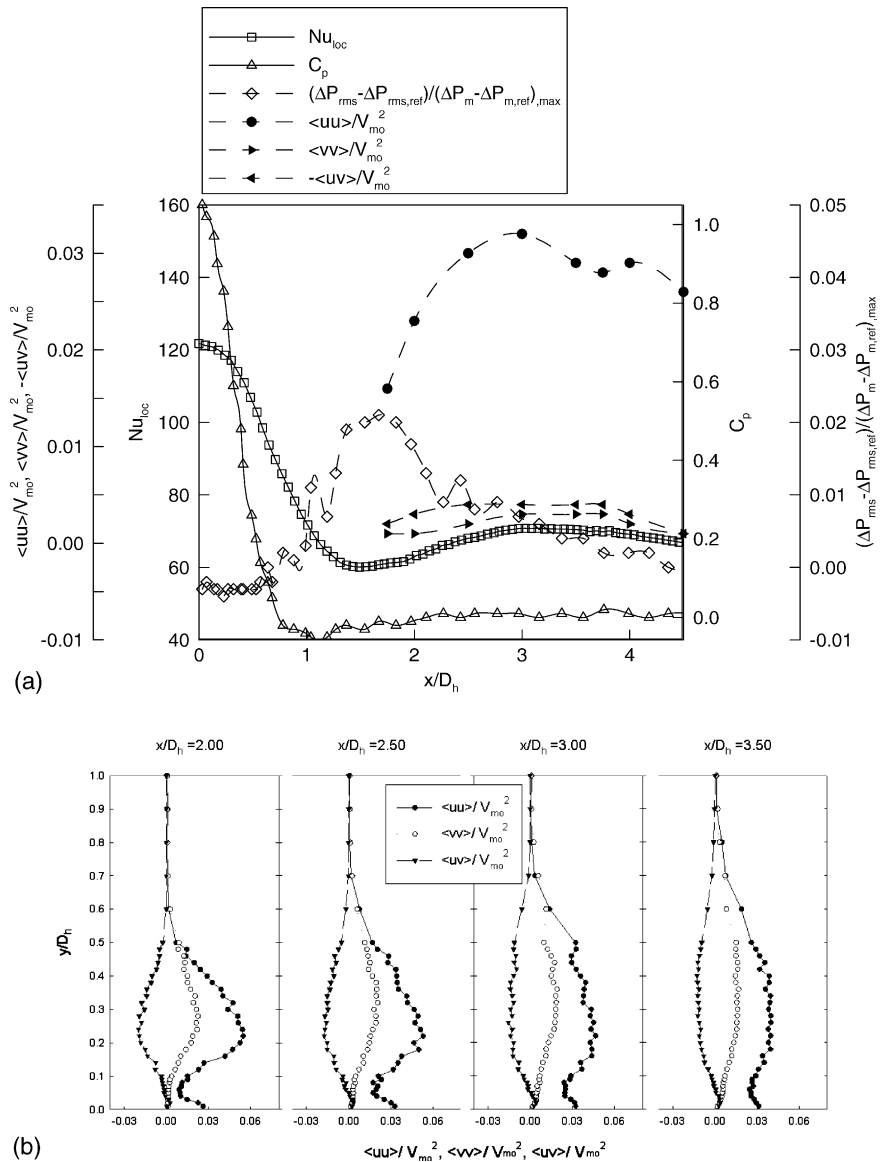 Nu_loc
C_p
(ΔP_rms-ΔP_rms,ref)/(ΔP_m-ΔP_m,ref),max
<uu>/V_mo^2
<vv>/V_mo^2
-<uv>/V_mo^2
<uu>/V_mo^2, <vv>/V_mo^2, -<uv>/V_mo^2
0.03
0.02
0.01
0.00
-0.01
Nu_loc
160
140
120
100
80
60
40
C_p
1.0
0.8
0.6
0.4
0.2
0.0
(ΔP_rms-ΔP_rms,ref)/(ΔP_m-ΔP_m,ref),max
0.05
0.04
0.03
0.02
0.01
0.00
-0.01
0 1 2 3 4
x/D_h
(a)
x/D_h =2.00 x/D_h =2.50 x/D_h =3.00 x/D_h =3.50
<uu>/V_mo^2
<vv>/V_mo^2
<uv>/V_mo^2
y/D_h
1.0
0.9
0.8
0.7
0.6
0.5
0.4
0.3
0.2
0.1
0.0
-0.03 0.00 0.03 0.06 -0.03 0.00 0.03 0.06 -0.03 0.00 0.03 0.06 -0.03 0.00 0.03 0.06
<uu>/V_mo^2, <vv>/V_mo^2, <uv>/V_mo^2
(b)